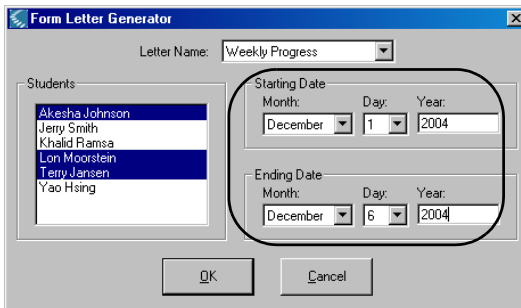 Form Letter Generator
Letter Name: Weekly Progress
Students
Akesha Johnson
Jerry Smith
Khalid Ramsa
Lon Moorstein
Terry Jansen
Yao Hsing
Starting Date
Month: Day: Year:
December 1 2004
Ending Date
Month: Day: Year:
December 6 2004
OK Cancel